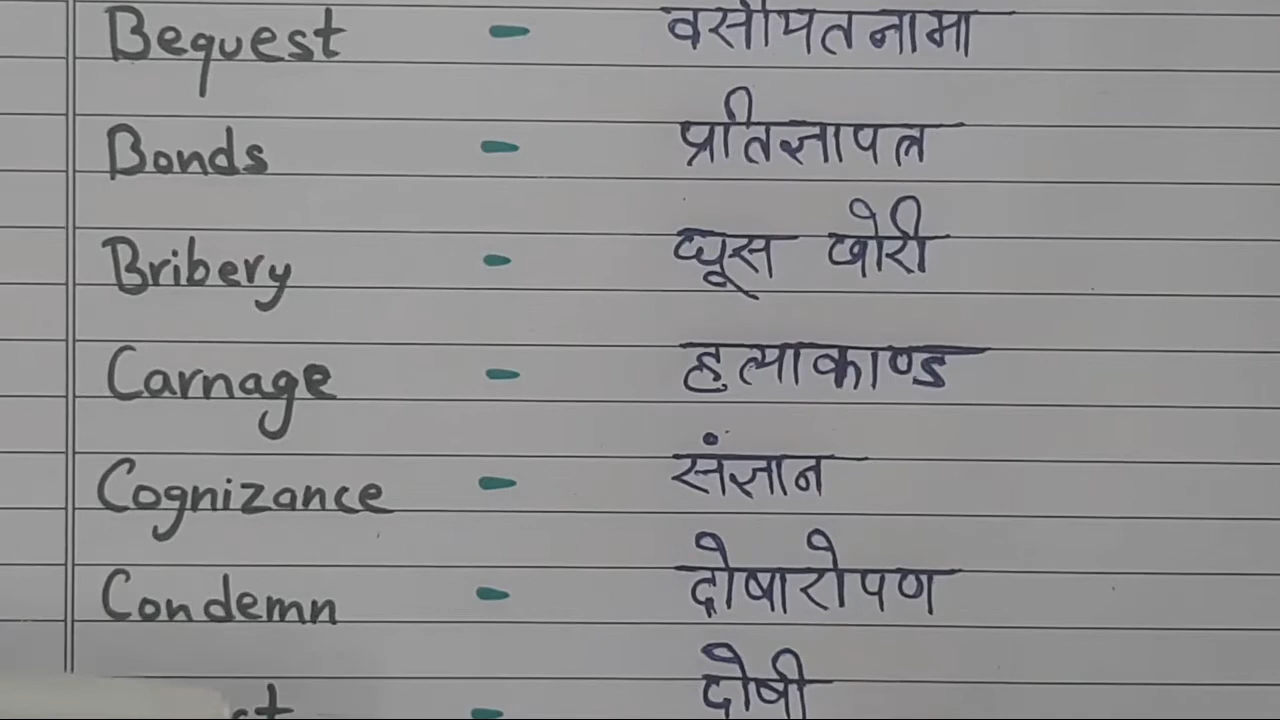 Bequest - वसीयतनामा
Bonds - प्रतिज्ञापत्र
Bribery - घूस खोरी
Carnage - हत्याकाण्ड
Cognizance - संज्ञान
Condemn - दोषारोपण
- दोषी